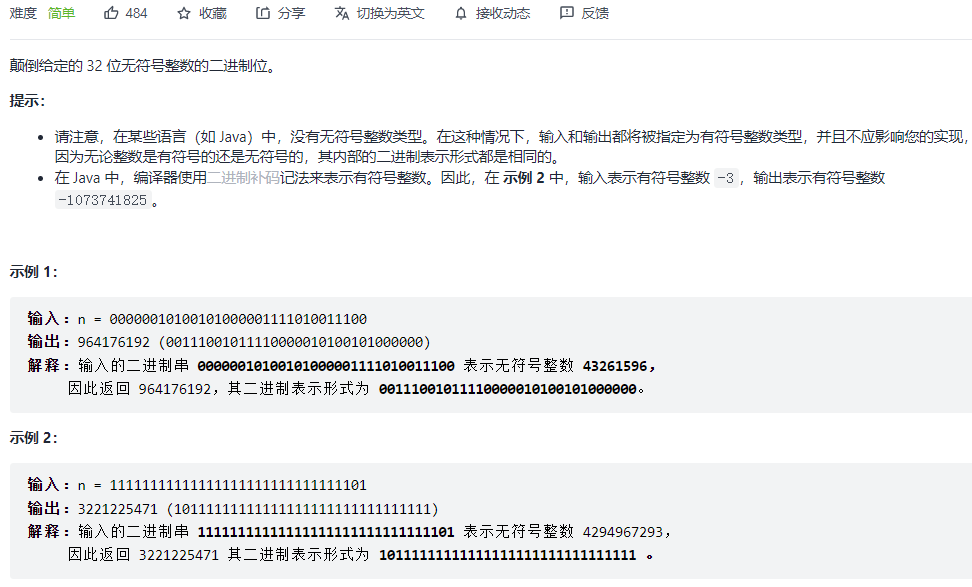 难度 简单 484 收藏 分享 切换为英文 接收动态 反馈
颠倒给定的 32 位无符号整数的二进制位。
提示：
请注意，在某些语言（如 Java）中，没有无符号整数类型。在这种情况下，输入和输出都将被指定为有符号整数类型，并且不应影响您的实现，
因为无论整数是有符号的还是无符号的，其内部的二进制表示形式都是相同的。
在 Java 中，编译器使用二进制补码记法来表示有符号整数。因此，在 示例 2 中，输入表示有符号整数 -3，输出表示有符号整数
-1073741825。
示例 1：
输入：n = 00000010100101000001111010011100
输出：964176192 (00111001011110000010100101000000)
解释：输入的二进制串 00000010100101000001111010011100 表示无符号整数 43261596，
因此返回 964176192，其二进制表示形式为 00111001011110000010100101000000。
示例 2：
输入：n = 11111111111111111111111111111101
输出：3221225471 (10111111111111111111111111111111)
解释：输入的二进制串 11111111111111111111111111111101 表示无符号整数 4294967293，
因此返回 3221225471 其二进制表示形式为 10111111111111111111111111111111 。